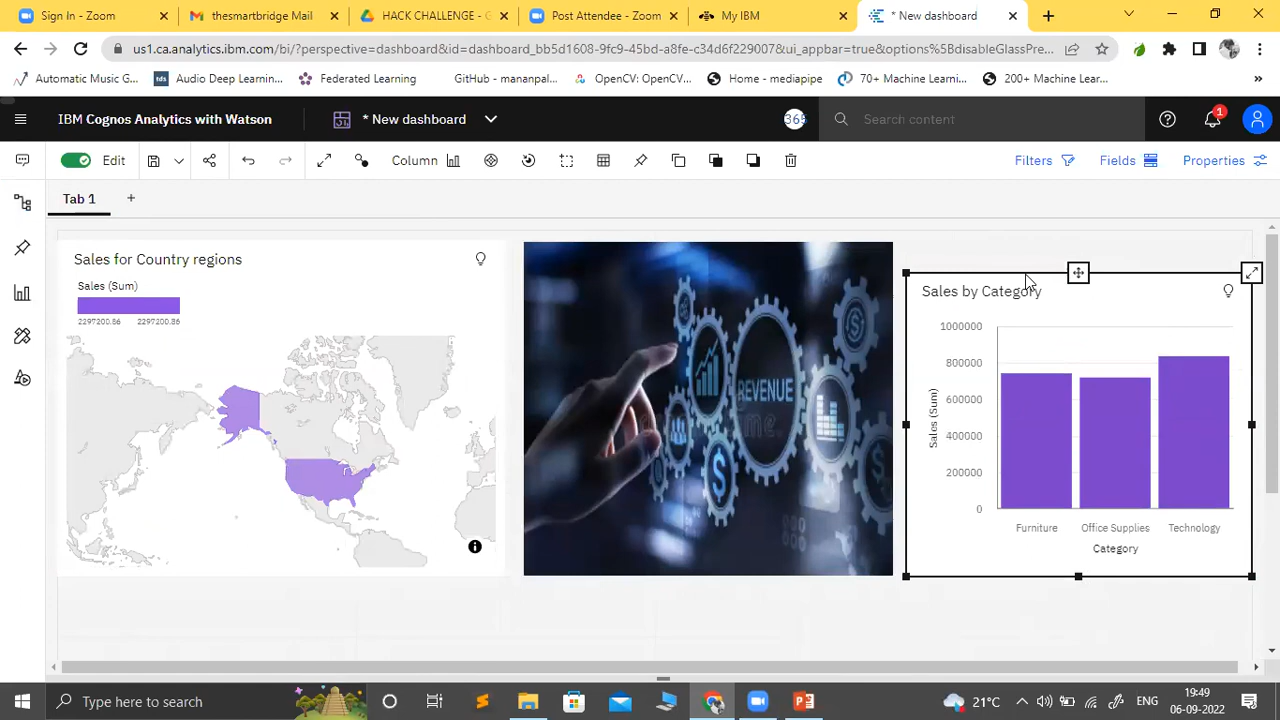 Sign In - Zoom
thesmartbridge Mail
HACK CHALLENGE - G
Post Attendee - Zoom
My IBM
* New dashboard
us1.ca.analytics.ibm.com/bi/?perspective=dashboard&id=dashboard_bb5d1608-9fc9-45bd-a8fe-c34d6f229007&ui_appbar=true&options%5BdisableGlassPre...
Automatic Music G...
tds
Audio Deep Learnin...
Federated Learning
GitHub - mananpal...
OpenCV: OpenCV...
Home - mediapipe
70+ Machine Learni...
200+ Machine Lear...
IBM Cognos Analytics with Watson
* New dashboard
365
Search content
1
Edit
Column
Filters
Fields
Properties
Tab 1
Sales for Country regions
Sales (Sum)
2297200.86 2297200.86
REVENUE
Sales by Category
1000000
800000
600000
400000
200000
0
Sales (Sum)
Furniture
Office Supplies
Technology
Category
Type here to search
21°C
ENG
19:49
06-09-2022